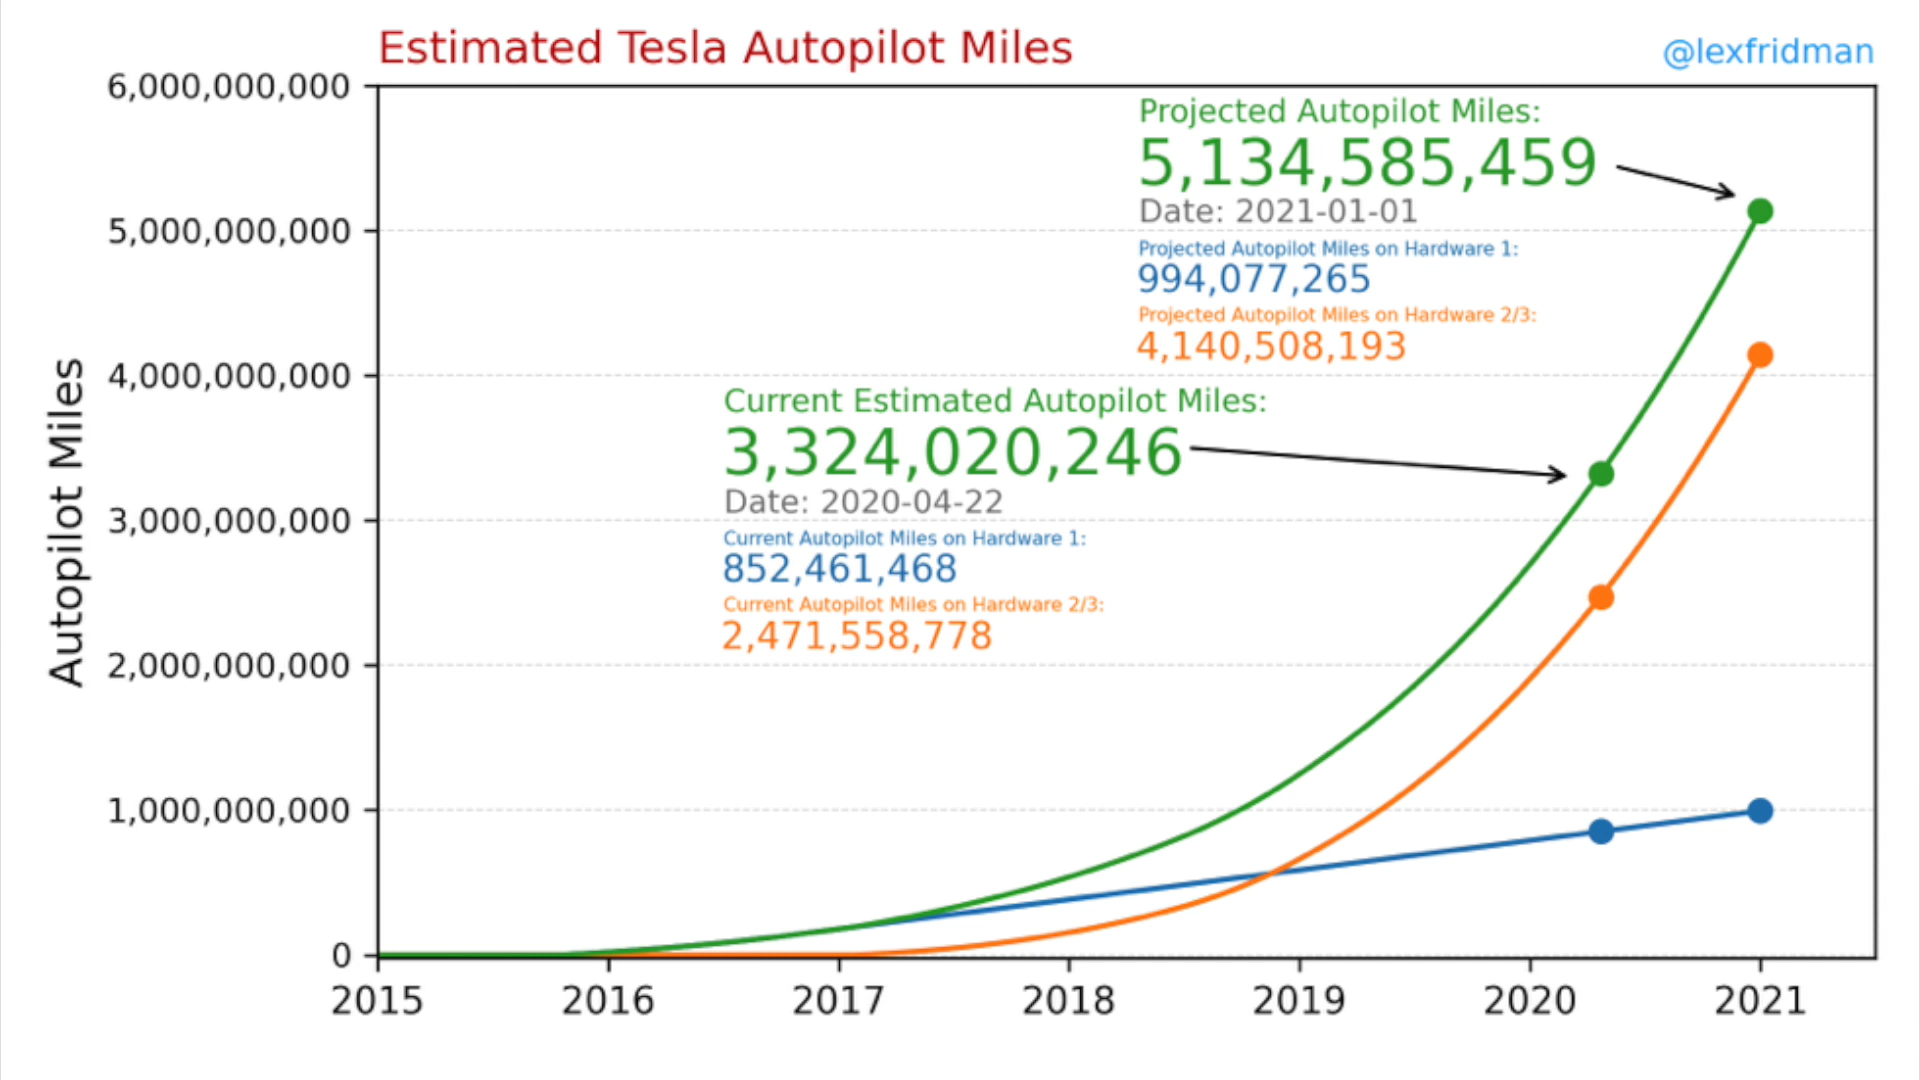 Estimated Tesla Autopilot Miles
@lexfridman
6,000,000,000
5,000,000,000
4,000,000,000
3,000,000,000
2,000,000,000
1,000,000,000
0
Autopilot Miles
Projected Autopilot Miles:
5,134,585,459
Date: 2021-01-01
Projected Autopilot Miles on Hardware 1:
994,077,265
Projected Autopilot Miles on Hardware 2/3:
4,140,508,193
Current Estimated Autopilot Miles:
3,324,020,246
Date: 2020-04-22
Current Autopilot Miles on Hardware 1:
852,461,468
Current Autopilot Miles on Hardware 2/3:
2,471,558,778
2015 2016 2017 2018 2019 2020 2021